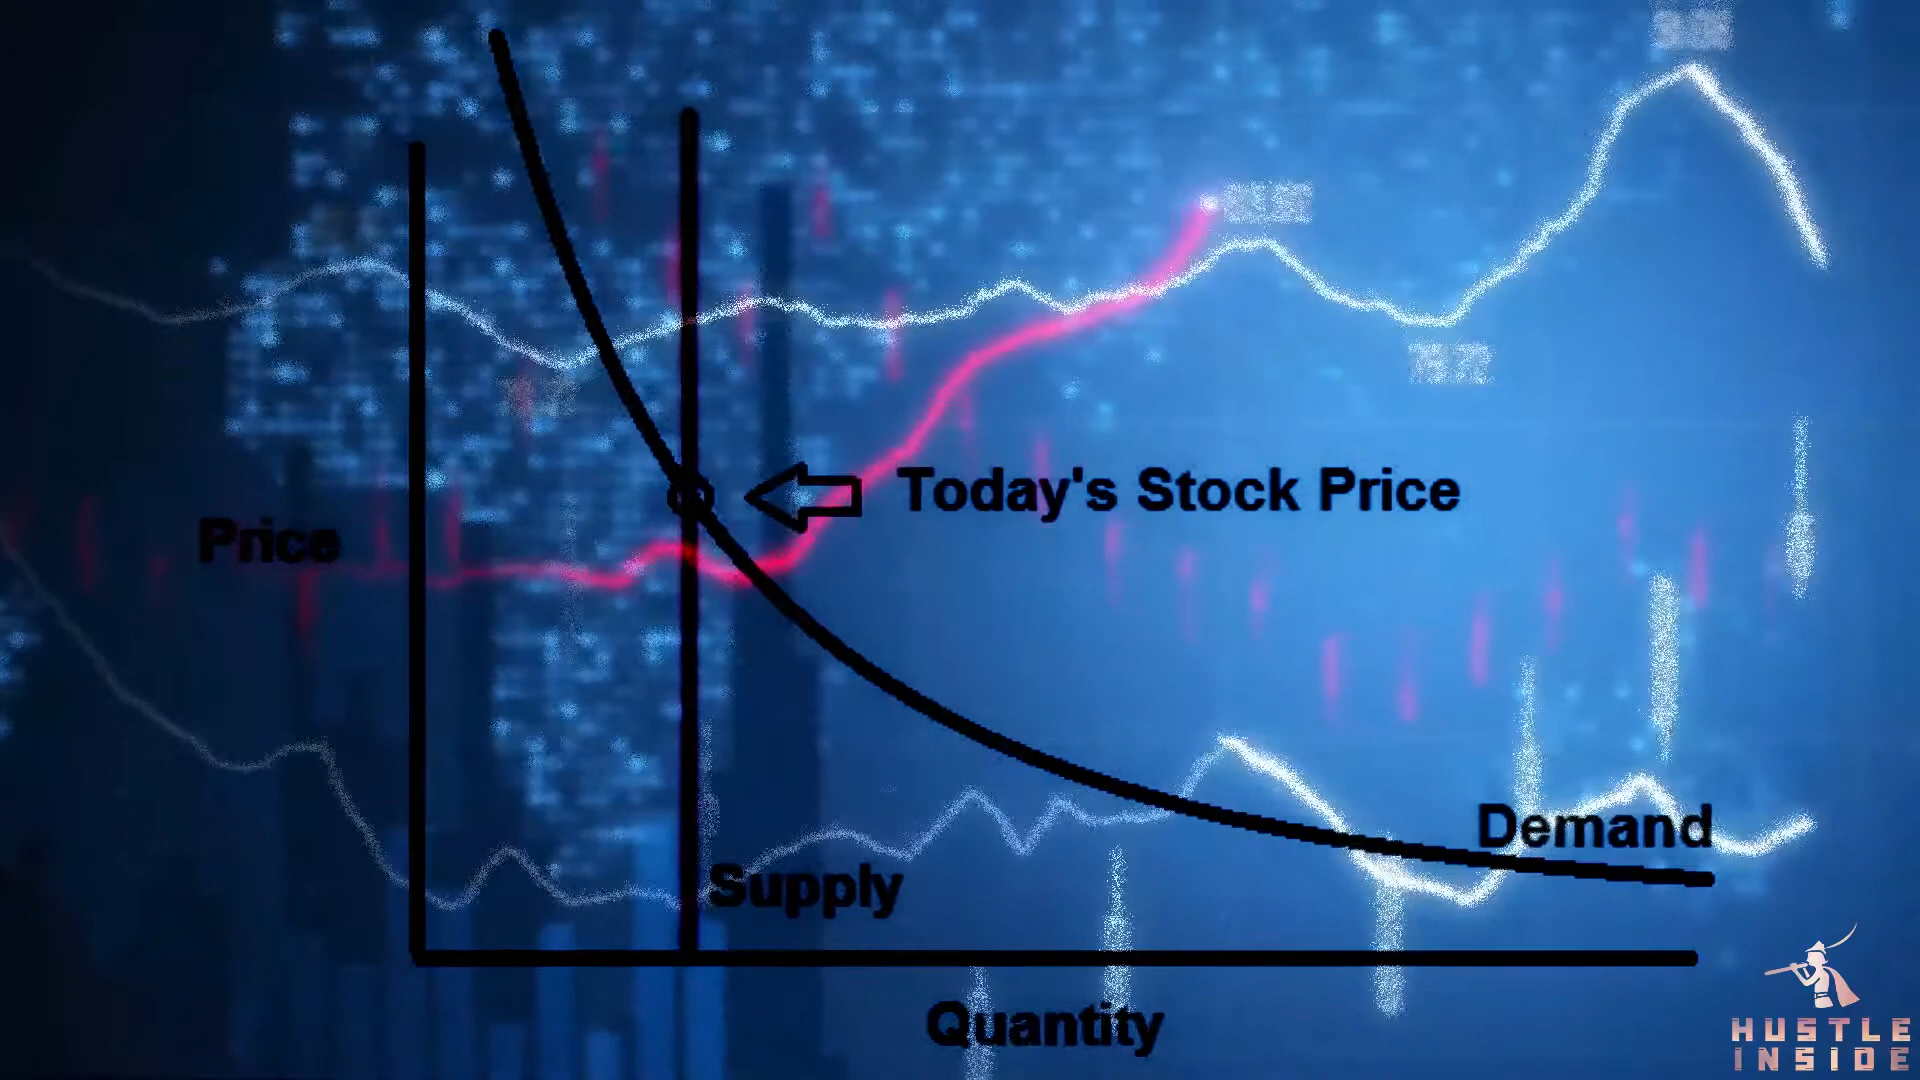 Today's Stock Price
Price
Demand
Supply
Quantity
HUSTLE
INSIDE